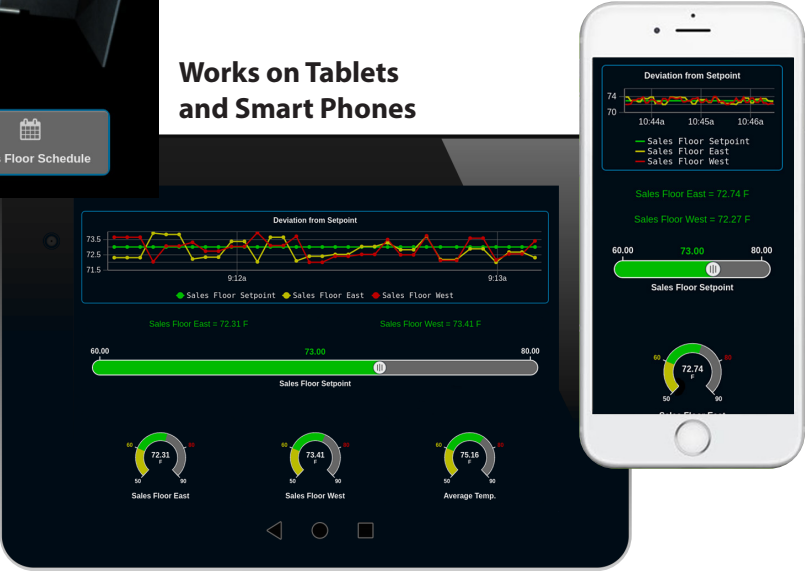 Works on Tablets
and Smart Phones
Floor Schedule
Deviation from Setpoint
73.5
72.5
71.5
9:12a
9:13a
Sales Floor Setpoint Sales Floor East Sales Floor West
Sales Floor East = 72.31 F
Sales Floor West = 73.41 F
60.00
73.00
80.00
Sales Floor Setpoint
60
80
72.31
F
50
90
Sales Floor East
60
80
73.41
F
50
90
Sales Floor West
60
80
75.16
F
50
90
Average Temp.
Deviation from Setpoint
74
70
10:44a
10:45a
10:46a
Sales Floor Setpoint
Sales Floor East
Sales Floor West
Sales Floor East = 72.74 F
Sales Floor West = 72.27 F
60.00
73.00
80.00
Sales Floor Setpoint
60
80
72.74
F
50
90